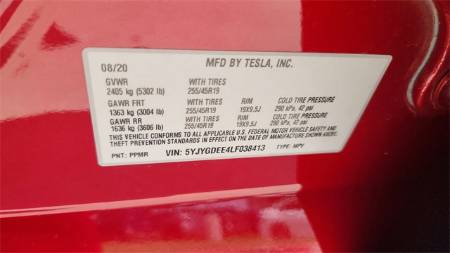 08/20 MFD BY TESLA, INC.
GVWR WITH TIRES
2405 kg (5302 lb) 255/45R19
GAWR FRT WITH TIRES RIM COLD TIRE PRESSURE
1363 kg (3004 lb) 255/45R19 19X9.5J 290 kPa, 42 psi
GAWR RR WITH TIRES RIM COLD TIRE PRESSURE
1636 kg (3606 lb) 255/45R19 19X9.5J 290 kPa, 42 psi
THIS VEHICLE CONFORMS TO ALL APPLICABLE U.S. FEDERAL MOTOR VEHICLE SAFETY AND
THEFT PREVENTION STANDARDS IN EFFECT ON THE DATE OF MANUFACTURE SHOWN ABOVE.
PNT: PPMR VIN: 5YJYGDEE4LF038413 TYPE: MPV